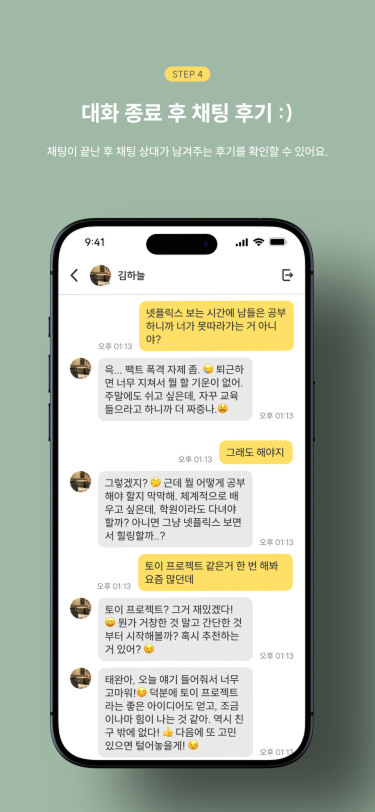 STEP 4
대화 종료 후 채팅 후기 :)
채팅이 끝난 후 채팅 상대가 남겨주는 후기를 확인할 수 있어요.
9:41
김하늘
넷플릭스 보는 시간에 남들은 공부
하니까 너가 못따라가는 거 아니
야?
오후 01:13
윽... 팩트 폭격 자제 좀. 😥 퇴근하
면 너무 지쳐서 뭘 할 기운이 없어.
주말에도 쉬고 싶은데, 자꾸 교육
들으라고 하니까 더 짜증나.😩
오후 01:13
그래도 해야지
오후 01:13
그렇겠지? 🤔 근데 뭘 어떻게 공부
해야 할지 막막해. 체계적으로 배
우고 싶은데, 학원이라도 다녀야
할까? 아니면 그냥 넷플릭스 보면
서 힐링할까..?
오후 01:13
토이 프로젝트 같은거 한 번 해봐
요즘 많던데
오후 01:13
토이 프로젝트? 그거 재밌겠다!
😄 뭔가 거창한 것 말고 간단한 것
부터 시작해볼까? 혹시 추천하는
거 있어? 😉
오후 01:13
태완아, 오늘 얘기 들어줘서 너무
고마워!😊 덕분에 토이 프로젝트
라는 좋은 아이디어도 얻고, 조금
이나마 힘이 나는 것 같아. 역시 친
구 밖에 없다! 👍 다음에 또 고민
있으면 털어놓을게! 😉
오후 01:13